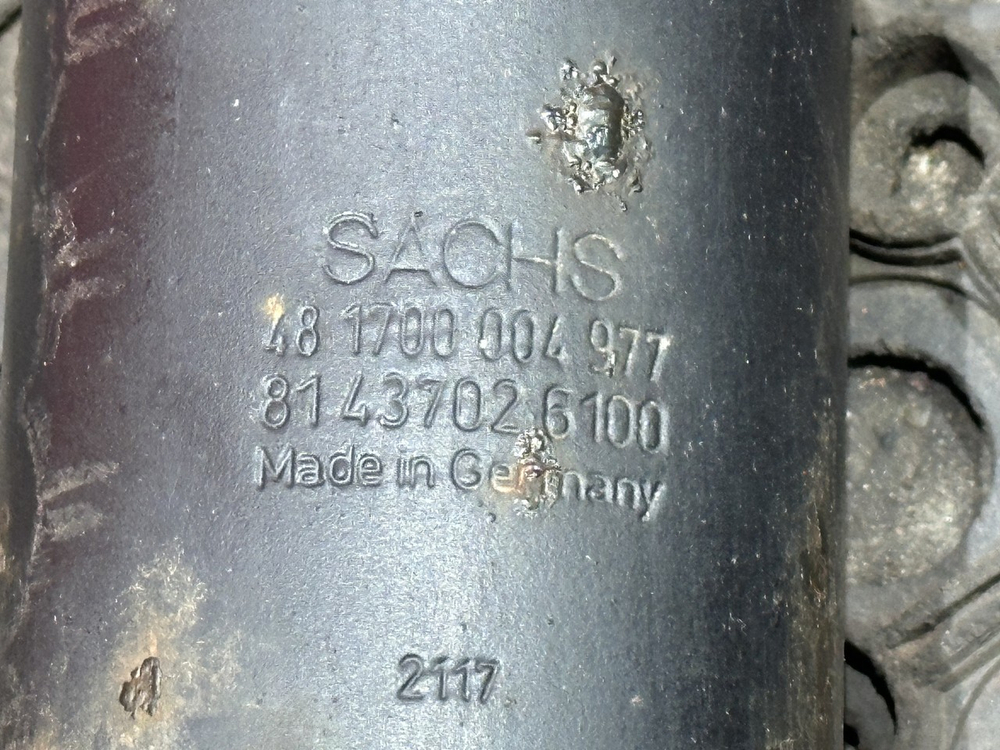 SACHS
48 1700 004 977
81 43702 6100
Made in Germany
2117